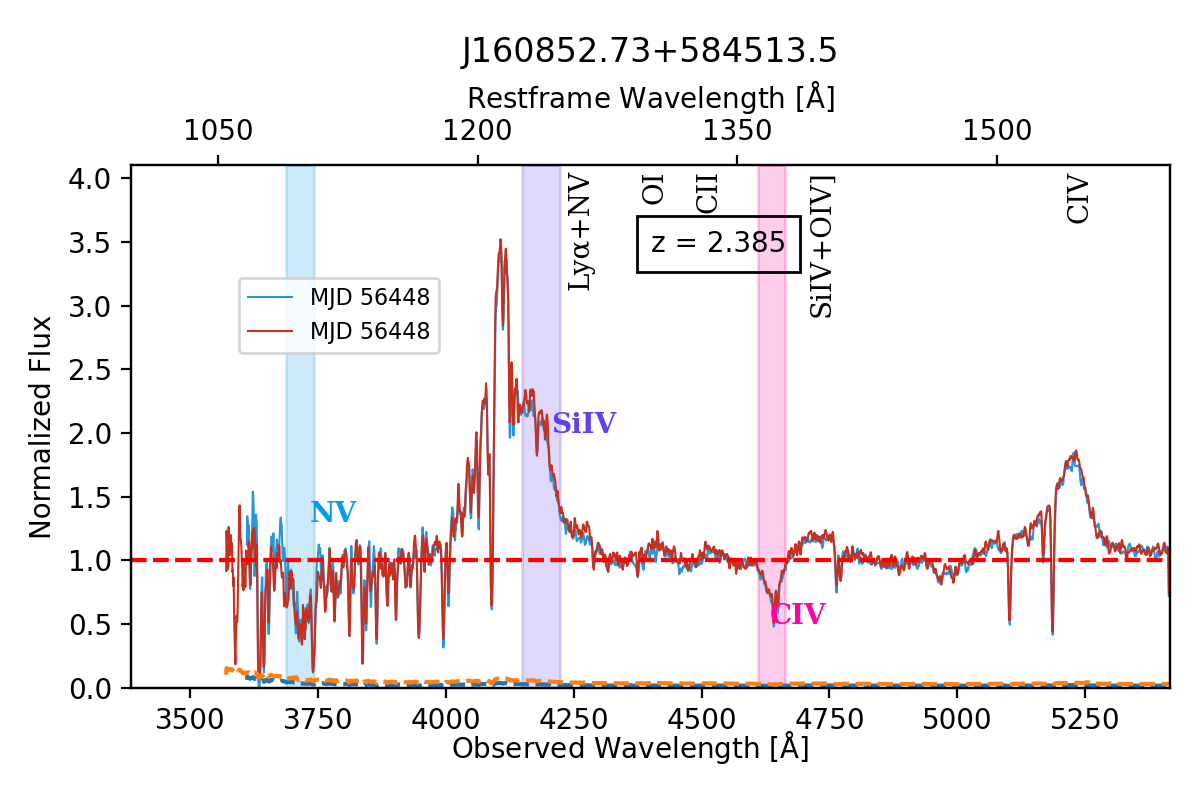 J160852.73+584513.5
Restframe Wavelength [Å]
1050 1200 1350 1500
4.0
3.5
3.0
2.5
2.0
1.5
1.0
0.5
0.0
Normalized Flux
MJD 56448
MJD 56448
Lyα+NV
OI
CII
SiIV+OIV]
CIV
z = 2.385
SiIV
NV
CIV
3500 3750 4000 4250 4500 4750 5000 5250
Observed Wavelength [Å]